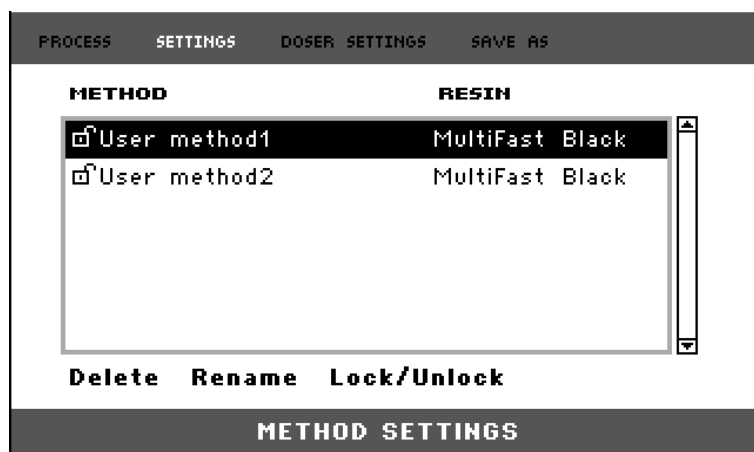 PROCESS SETTINGS DOSER SETTINGS SAVE AS
METHOD RESIN
User method1 MultiFast Black
User method2 MultiFast Black
Delete Rename Lock/Unlock
METHOD SETTINGS